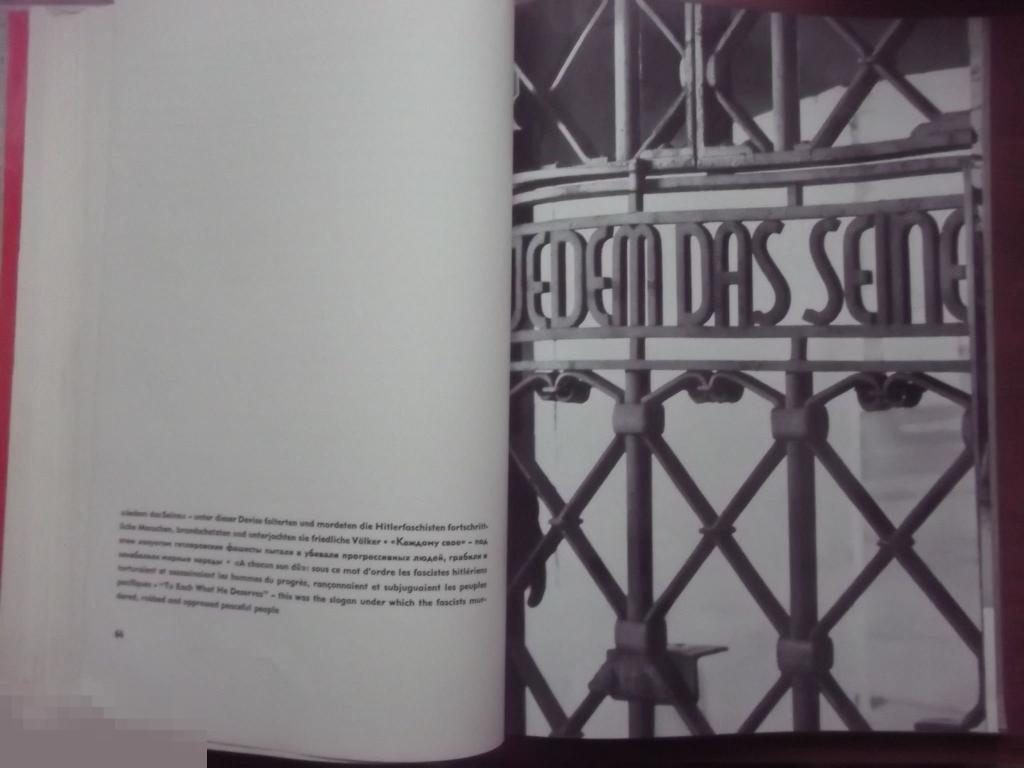 »Jedem das Seine« – unter dieser Devise folterten und mordeten die Hitlerfaschisten fortschritt-
liche Menschen, brandschatzten und unterjochten sie friedliche Völker • «Каждому свое» – под
этим лозунгом гитлеровские фашисты пытали и убивали прогрессивных людей, грабили и
порабощали мирные народы • «A chacun son dû»: sous ce mot d'ordre les fascistes hitlériens
torturaient et assassinaient les hommes du progrès, rançonnaient et subjuguaient les peuples
pacifiques – "To Each What He Deserves" – this was the slogan under which the fascists mur-
dered, robbed and oppressed peaceful people
66
JEDEM DAS SEINE